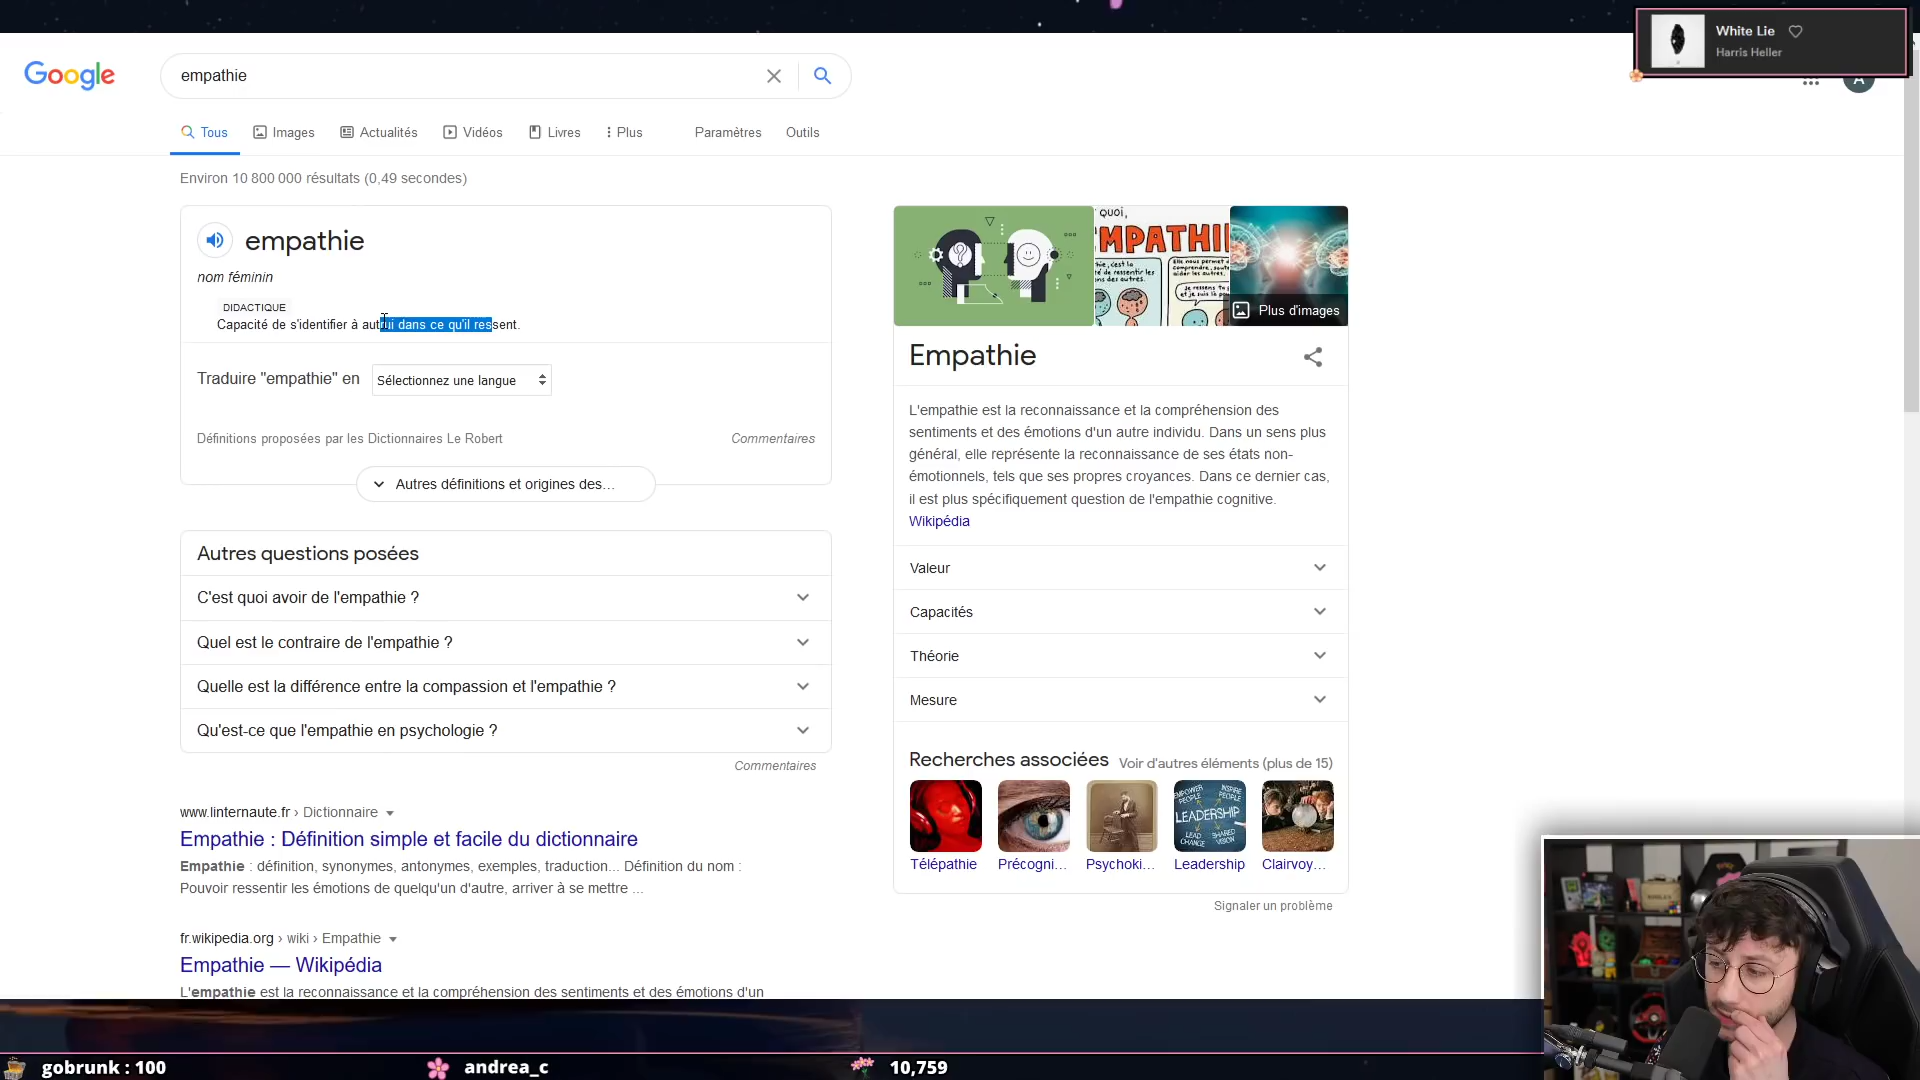 White Lie
Harris Heller
Google
empathie
A
Tous
Images
Actualités
Vidéos
Livres
Plus
Paramètres
Outils
Environ 10 800 000 résultats (0,49 secondes)
empathie
nom féminin
DIDACTIQUE
Capacité de s'identifier à autrui dans ce qu'il ressent.
Traduire "empathie" en
Sélectionnez une langue
Définitions proposées par les Dictionnaires Le Robert
Commentaires
Autres définitions et origines des...
Autres questions posées
C'est quoi avoir de l'empathie ?
Quel est le contraire de l'empathie ?
Quelle est la différence entre la compassion et l'empathie ?
Qu'est-ce que l'empathie en psychologie ?
Commentaires
www.linternaute.fr › Dictionnaire
Empathie : Définition simple et facile du dictionnaire
Empathie : définition, synonymes, antonymes, exemples, traduction... Définition du nom :
Pouvoir ressentir les émotions de quelqu'un d'autre, arriver à se mettre ...
fr.wikipedia.org › wiki › Empathie
Empathie — Wikipédia
L'empathie est la reconnaissance et la compréhension des sentiments et des émotions d'un
QUOI,
EMPATHI
Plus d'images
Empathie
L'empathie est la reconnaissance et la compréhension des
sentiments et des émotions d'un autre individu. Dans un sens plus
général, elle représente la reconnaissance de ses états non-
émotionnels, tels que ses propres croyances. Dans ce dernier cas,
il est plus spécifiquement question de l'empathie cognitive.
Wikipédia
Valeur
Capacités
Théorie
Mesure
Recherches associées
Voir d'autres éléments (plus de 15)
EMPOWER PEOPLE
INSPIRE PEOPLE
LEADERSHIP
LEAD CHANGE
SHARED VISION
Télépathie
Précogni...
Psychoki...
Leadership
Clairvoy...
Signaler un problème
gobrunk : 100
andrea_c
10,759